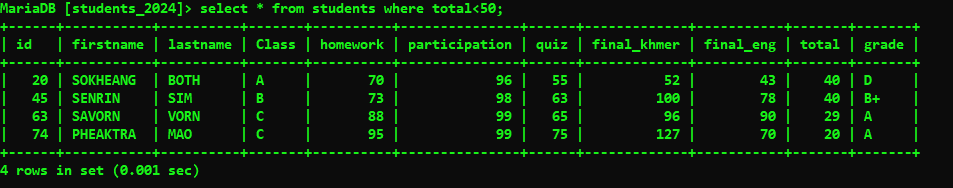 MariaDB [students_2024]> select * from students where total<50;
+------+-----------+----------+-------+----------+---------------+------+-------------+-----------+-------+-------+
| id | firstname | lastname | Class | homework | participation | quiz | final_khmer | final_eng | total | grade |
+------+-----------+----------+-------+----------+---------------+------+-------------+-----------+-------+-------+
| 20 | SOKHEANG | BOTH | A | 70 | 96 | 55 | 52 | 43 | 40 | D |
| 45 | SENRIN | SIM | B | 73 | 98 | 63 | 100 | 78 | 40 | B+ |
| 63 | SAVORN | VORN | C | 88 | 99 | 65 | 96 | 90 | 29 | A |
| 74 | PHEAKTRA | MAO | C | 95 | 99 | 75 | 127 | 70 | 20 | A |
+------+-----------+----------+-------+----------+---------------+------+-------------+-----------+-------+-------+
4 rows in set (0.001 sec)